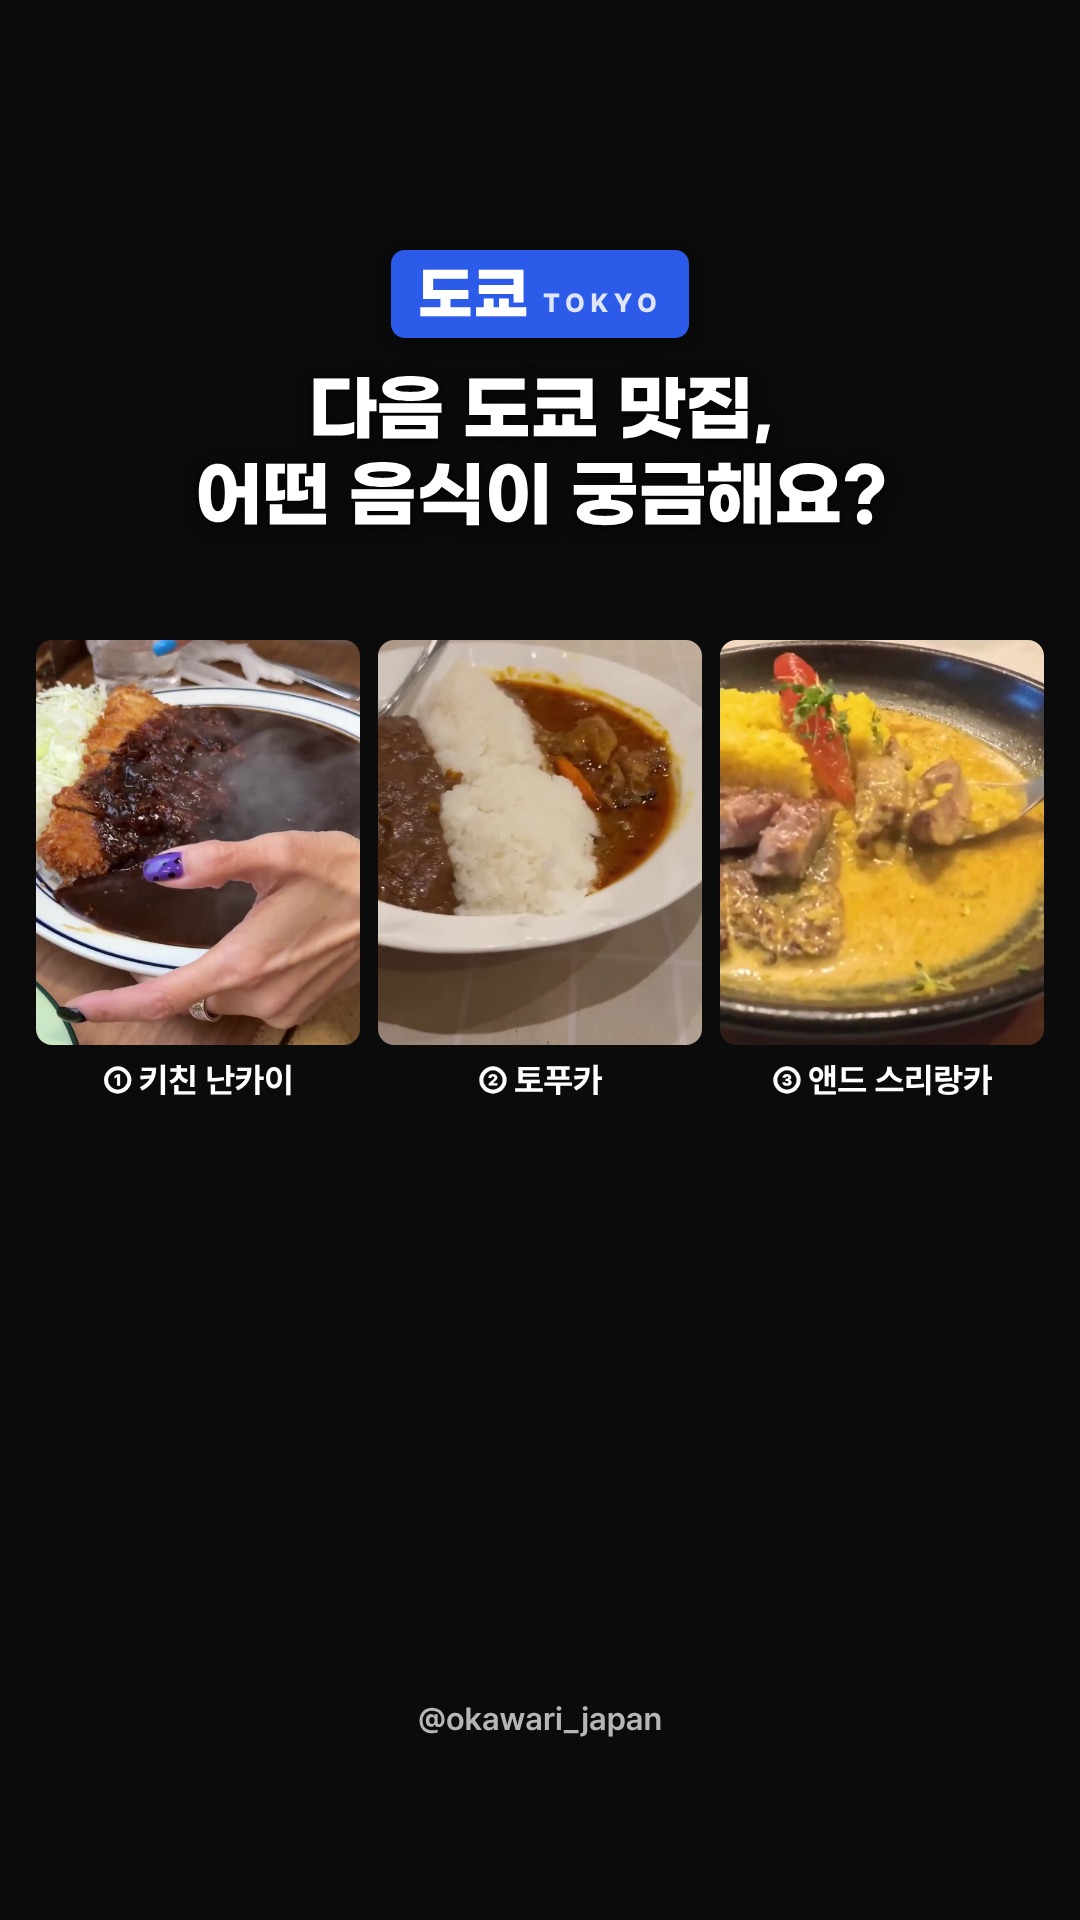 도쿄 TOKYO
다음 도쿄 맛집,
어떤 음식이 궁금해요?
① 키친 난카이
② 토푸카
③ 앤드 스리랑카
@okawari_japan